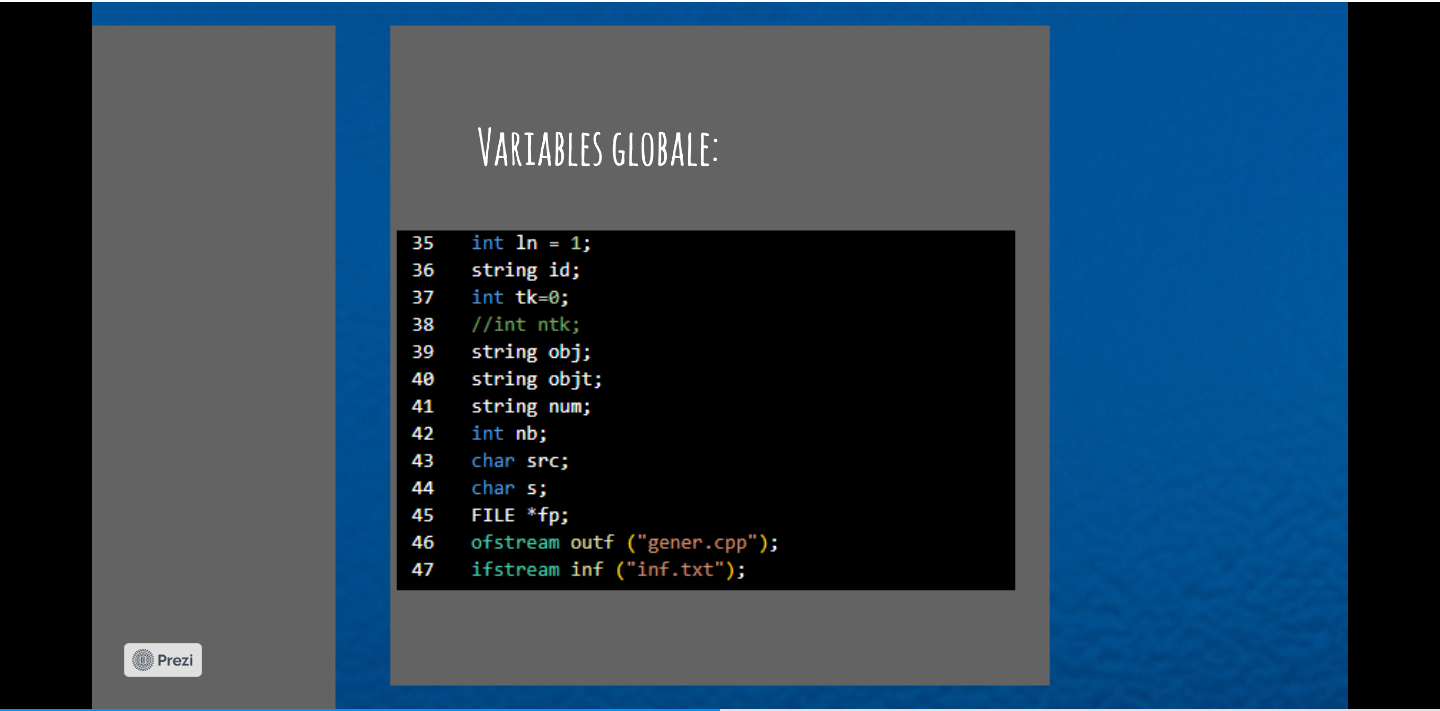 VARIABLES GLOBALE:
35 int ln = 1;
36 string id;
37 int tk=0;
38 //int ntk;
39 string obj;
40 string objt;
41 string num;
42 int nb;
43 char src;
44 char s;
45 FILE *fp;
46 ofstream outf ("gener.cpp");
47 ifstream inf ("inf.txt");
Prezi